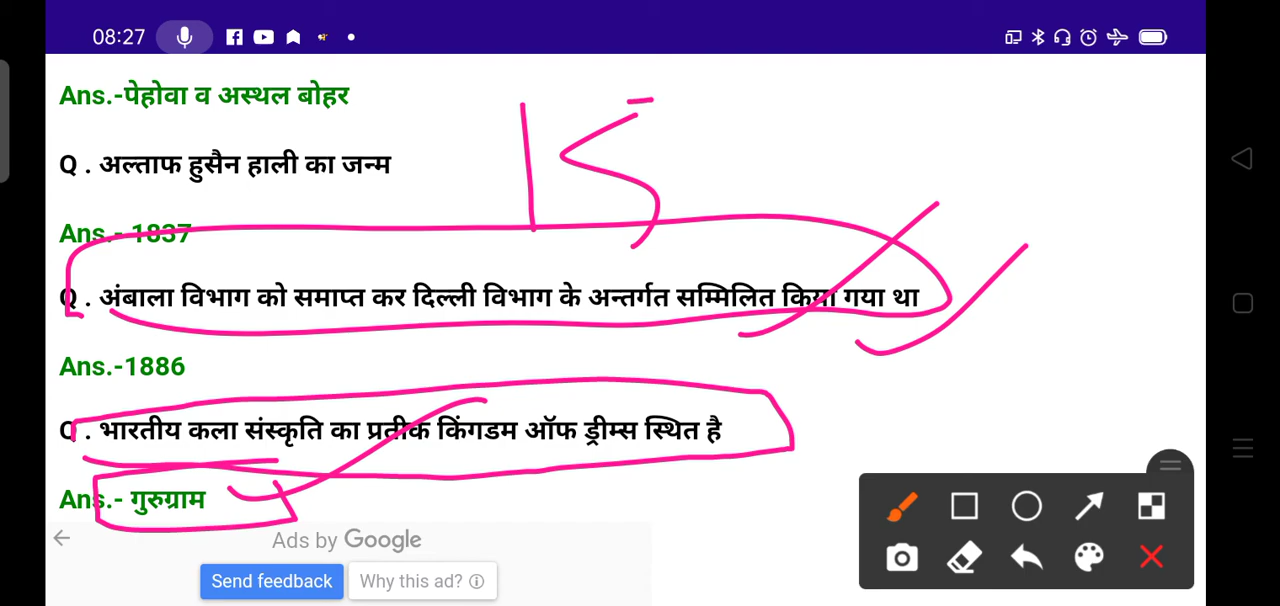 08:27
Ans.-पेहोवा व अस्थल बोहर
Q . अल्ताफ हुसैन हाली का जन्म
15
Ans.- 1837
Q . अंबाला विभाग को समाप्त कर दिल्ली विभाग के अन्तर्गत सम्मिलित किया गया था
Ans.-1886
Q . भारतीय कला संस्कृति का प्रतीक किंगडम ऑफ ड्रीम्स स्थित है
Ans.- गुरुग्राम
Ads by Google
Send feedback Why this ad?